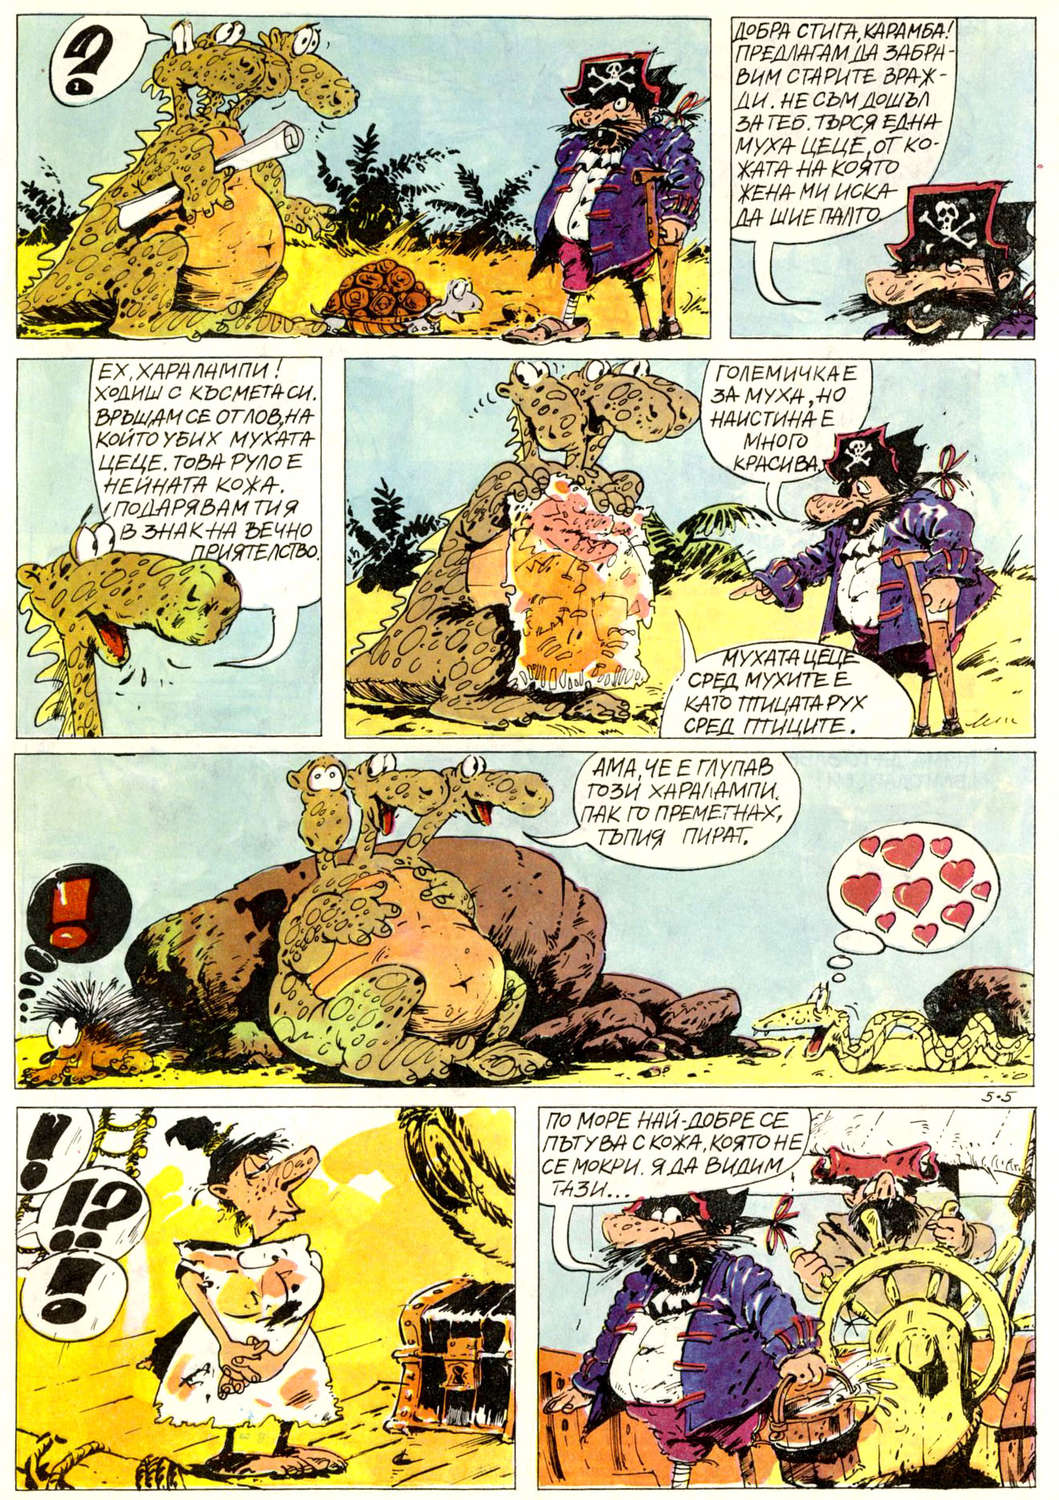 ?
ДОБРА СТИГА, КАРАМБА!
ПРЕДЛАГАМ ДА ЗАБРА-
ВИМ СТАРИТЕ ВРАЖ-
ДИ. НЕ СЪМ ДОШЪЛ
ЗА ТЕБ. ТЪРСЯ ЕДНА
МУХА ЦЕЦЕ, ОТ КО-
ЖАТА НА КОЯТО
ЖЕНА МИ ИСКА
ДА ШИЕ ПАЛТО
ЕХ, ХАРАЛАМПИ!
ХОДИШ С КЪСМЕТА СИ.
ВРЪЩАМ СЕ ОТ ЛОВ, НА
КОЙТО УБИХ МУХАТА
ЦЕЦЕ. ТОВА РУЛО Е
НЕЙНАТА КОЖА.
ПОДАРЯВАМ ТИ Я
В ЗНАК НА ВЕЧНО
ПРИЯТЕЛСТВО.
ГОЛЕМИЧКА Е
ЗА МУХА, НО
НАИСТИНА Е
МНОГО
КРАСИВА.
МУХАТА ЦЕЦЕ
СРЕД МУХИТЕ Е
КАТО ПТИЦАТА РУХ
СРЕД ПТИЦИТЕ.
АМА, ЧЕ Е ГЛУПАВ
ТОЗИ ХАРАЛАМПИ.
ПАК ГО ПРЕМЕТНАХ,
ТЪПИЯ ПИРАТ.
!
5·5
!
!?
!
ПО МОРЕ НАЙ-ДОБРЕ СЕ
ПЪТУВА С КОЖА, КОЯТО НЕ
СЕ МОКРИ. Я ДА ВИДИМ
ТАЗИ...